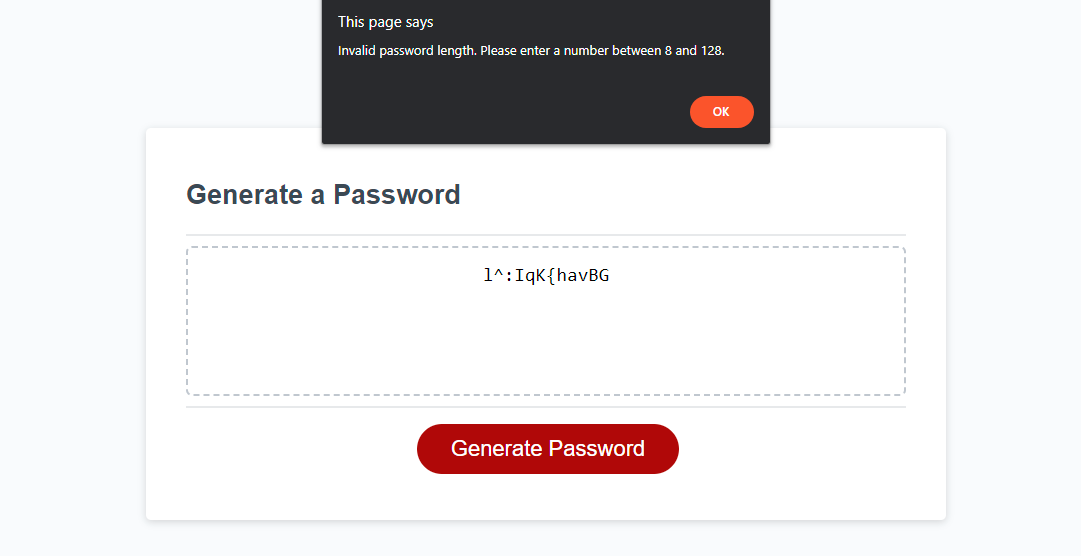 This page says
Invalid password length. Please enter a number between 8 and 128.
OK
Generate a Password
l^:IqK{havBG
Generate Password